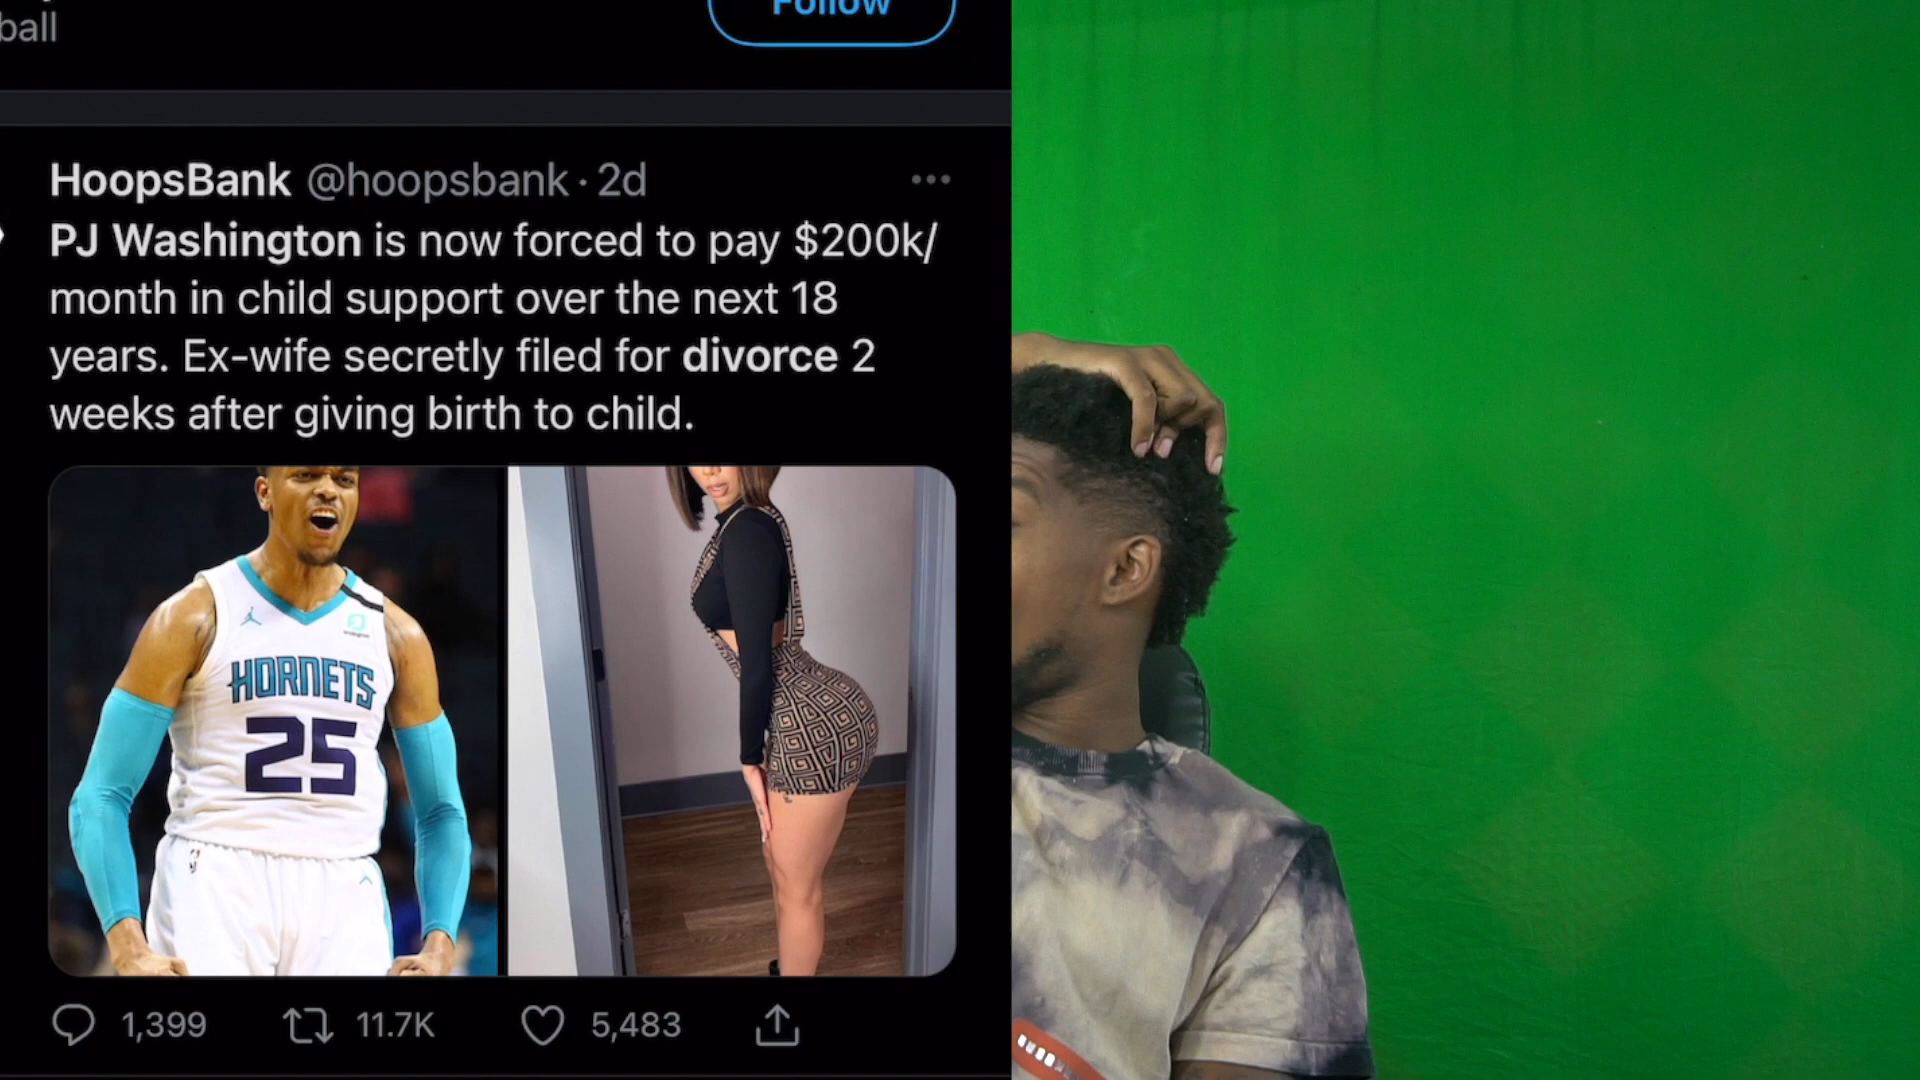 Follow
ball
HoopsBank @hoopsbank · 2d
PJ Washington is now forced to pay $200k/
month in child support over the next 18
years. Ex-wife secretly filed for divorce 2
weeks after giving birth to child.
HORNETS
25
1,399 11.7K 5,483